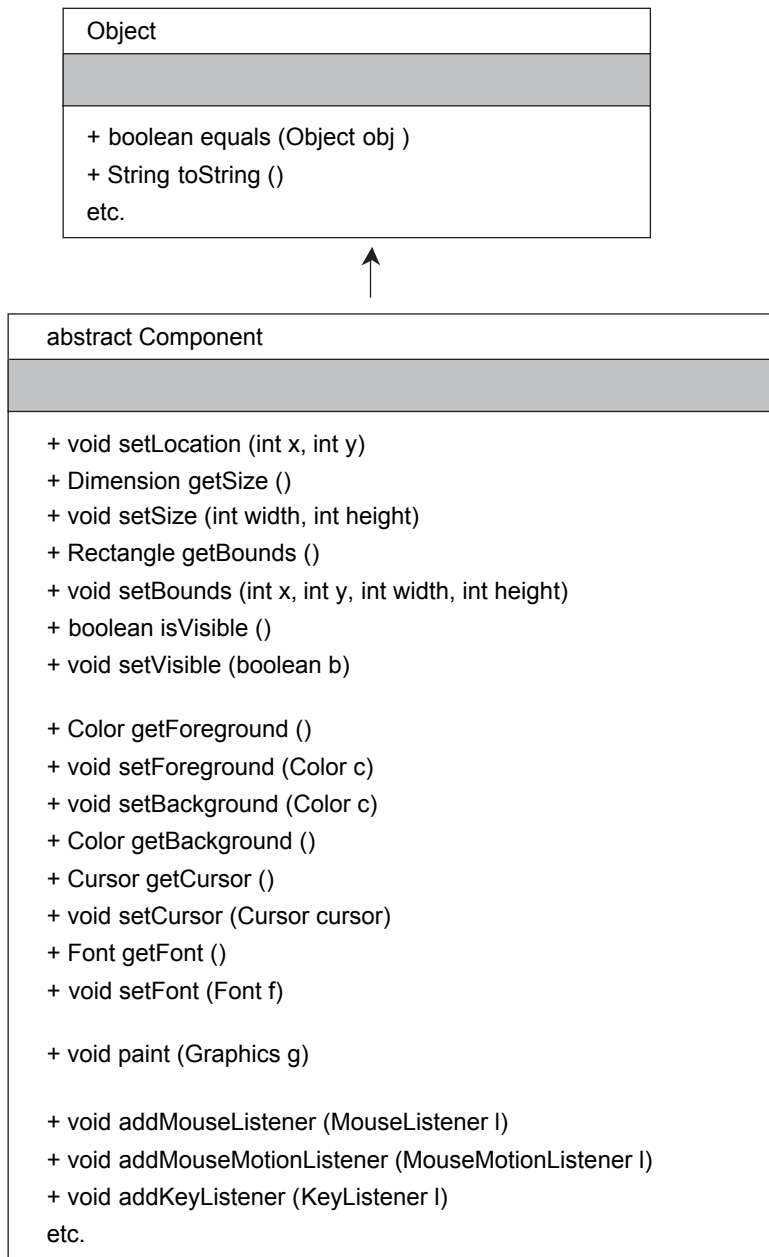 Object
+ boolean equals (Object obj )
+ String toString ()
etc.
abstract Component
+ void setLocation (int x, int y)
+ Dimension getSize ()
+ void setSize (int width, int height)
+ Rectangle getBounds ()
+ void setBounds (int x, int y, int width, int height)
+ boolean isVisible ()
+ void setVisible (boolean b)
+ Color getForeground ()
+ void setForeground (Color c)
+ void setBackground (Color c)
+ Color getBackground ()
+ Cursor getCursor ()
+ void setCursor (Cursor cursor)
+ Font getFont ()
+ void setFont (Font f)
+ void paint (Graphics g)
+ void addMouseListener (MouseListener l)
+ void addMouseMotionListener (MouseMotionListener l)
+ void addKeyListener (KeyListener l)
etc.